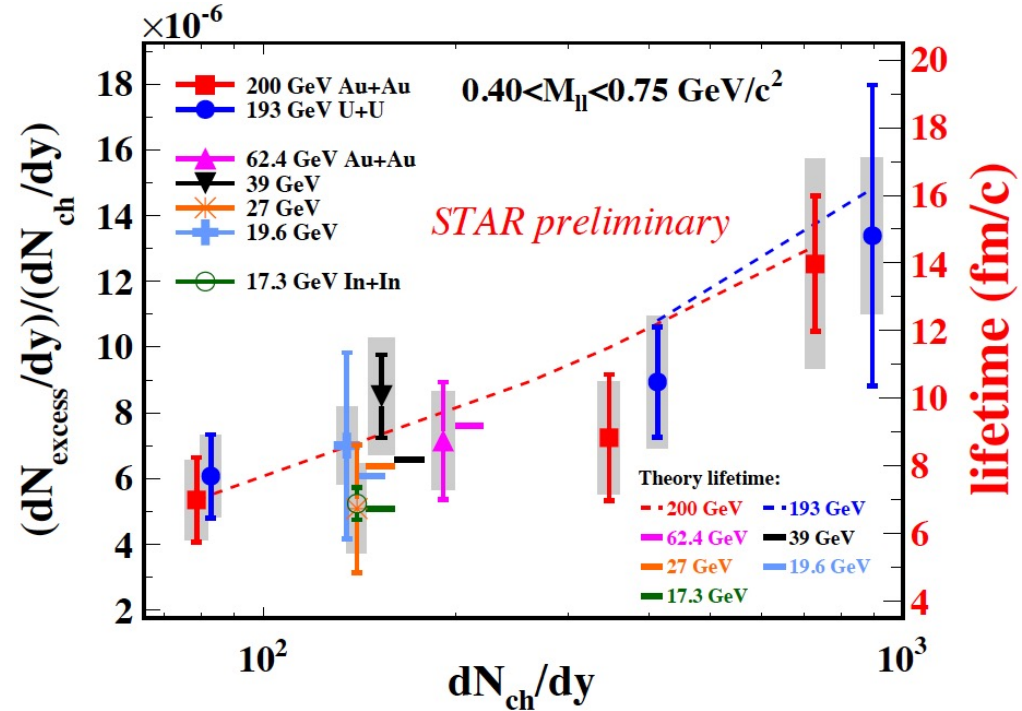 ×10⁻⁶
(dN_excess/dy)/(dN_ch/dy)
18
16
14
12
10
8
6
4
2
200 GeV Au+Au
193 GeV U+U
62.4 GeV Au+Au
39 GeV
27 GeV
19.6 GeV
17.3 GeV In+In
0.40<M_ll<0.75 GeV/c²
STAR preliminary
Theory lifetime:
200 GeV 193 GeV
62.4 GeV 39 GeV
27 GeV 19.6 GeV
17.3 GeV
20
18
16
14
12
10
8
6
4
lifetime (fm/c)
10² 10³
dN_ch/dy